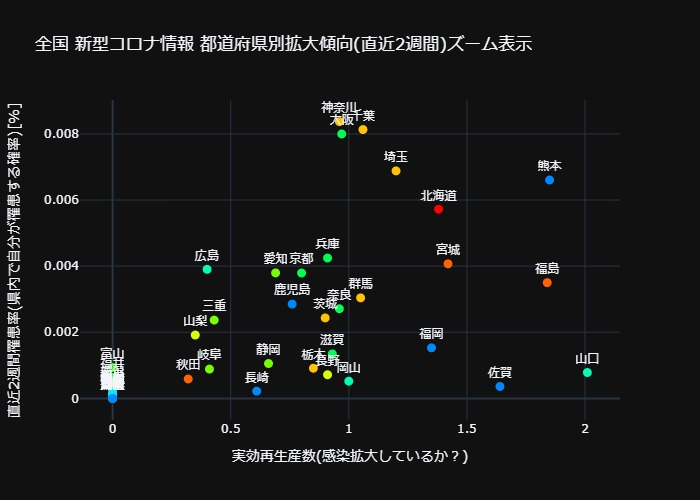 全国 新型コロナ情報 都道府県別拡大傾向(直近2週間)ズーム表示
直近2週間罹患率(県内で自分が罹患する確率)[%]
神奈川
大阪
千葉
0.008
埼玉
熊本
0.006
北海道
兵庫
宮城
広島
愛知
京都
福島
0.004
鹿児島
群馬
奈良
茨城
三重
山梨
0.002
福岡
滋賀
静岡
富山
岐阜
栃木
長野
山口
秋田
岡山
佐賀
長崎
福井
0
0
0.5
1
1.5
2
実効再生産数(感染拡大しているか？)